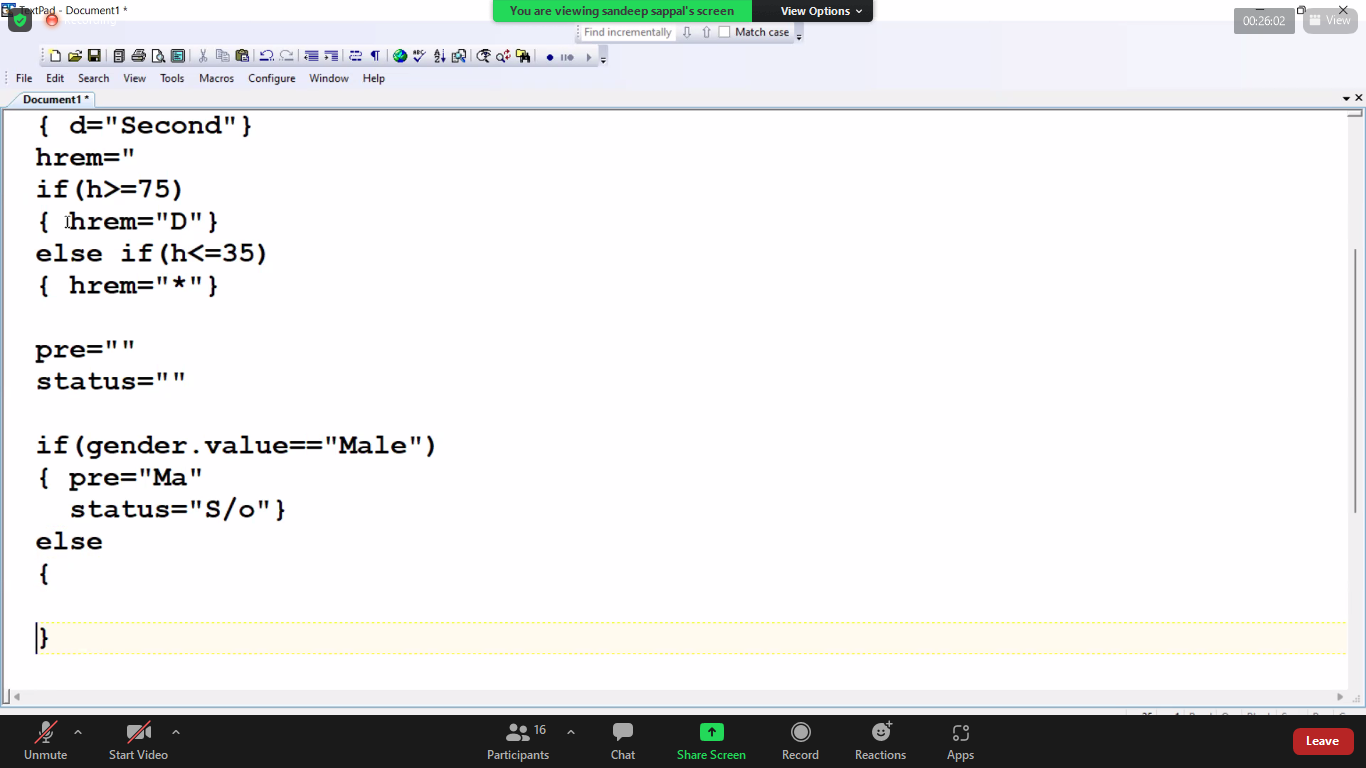 TextPad - Document1 *
You are viewing sandeep sappal's screen
View Options
00:26:02
View
Find incrementally
Match case
File Edit Search View Tools Macros Configure Window Help
Document1 *
{ d="Second"}
hrem="
if(h>=75)
{ hrem="D"}
else if(h<=35)
{ hrem="*"}
pre=""
status=""
if(gender.value=="Male")
{ pre="Ma"
status="S/o"}
else
{
}
Unmute
Start Video
16
Participants
Chat
Share Screen
Record
Reactions
Apps
Leave